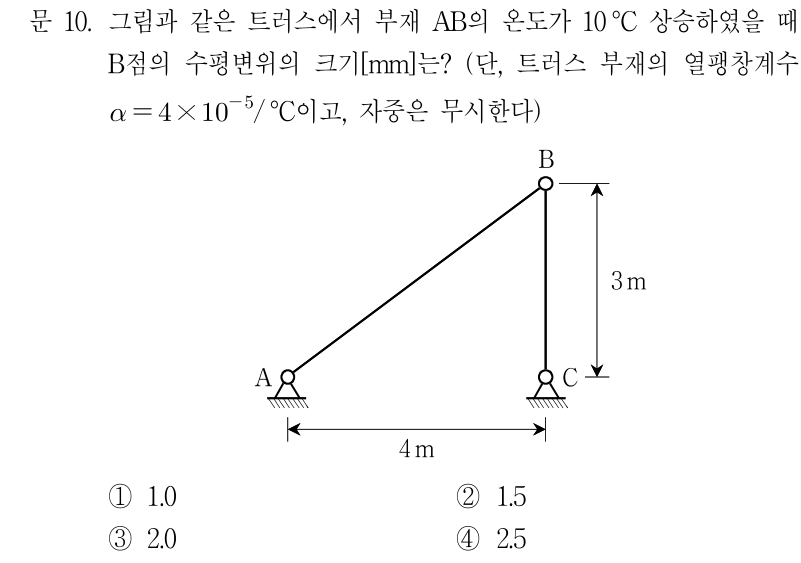 문 10. 그림과 같은 트러스에서 부재 AB의 온도가 10 ℃ 상승하였을 때
B점의 수평변위의 크기[mm]는? (단, 트러스 부재의 열팽창계수
α = 4 × 10⁻⁵/℃이고, 자중은 무시한다)
B
3 m
A
C
4 m
① 1.0 ② 1.5
③ 2.0 ④ 2.5